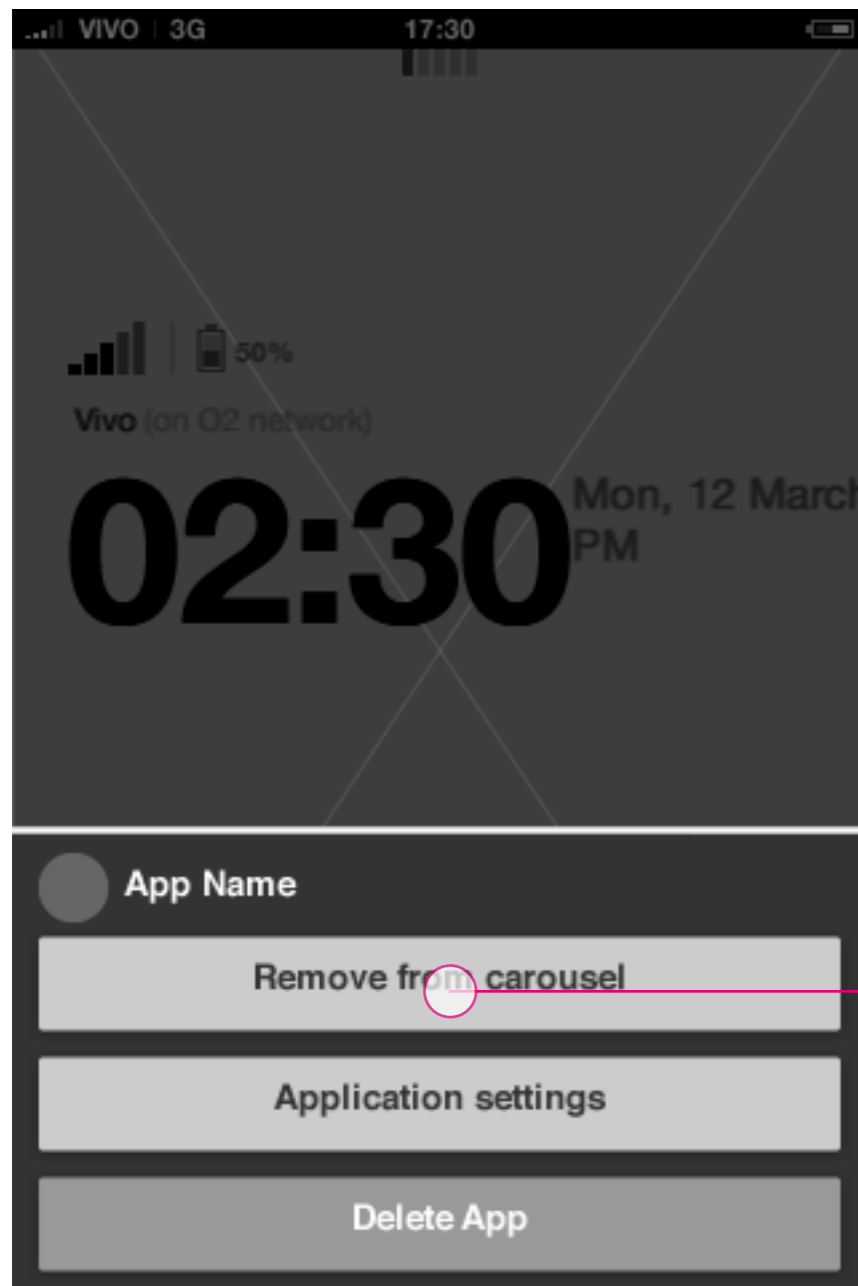 VIVO 3G 17:30
50%
Vivo (on O2 network)
02:30
Mon, 12 March
PM
App Name
Remove from carousel
Application settings
Delete App